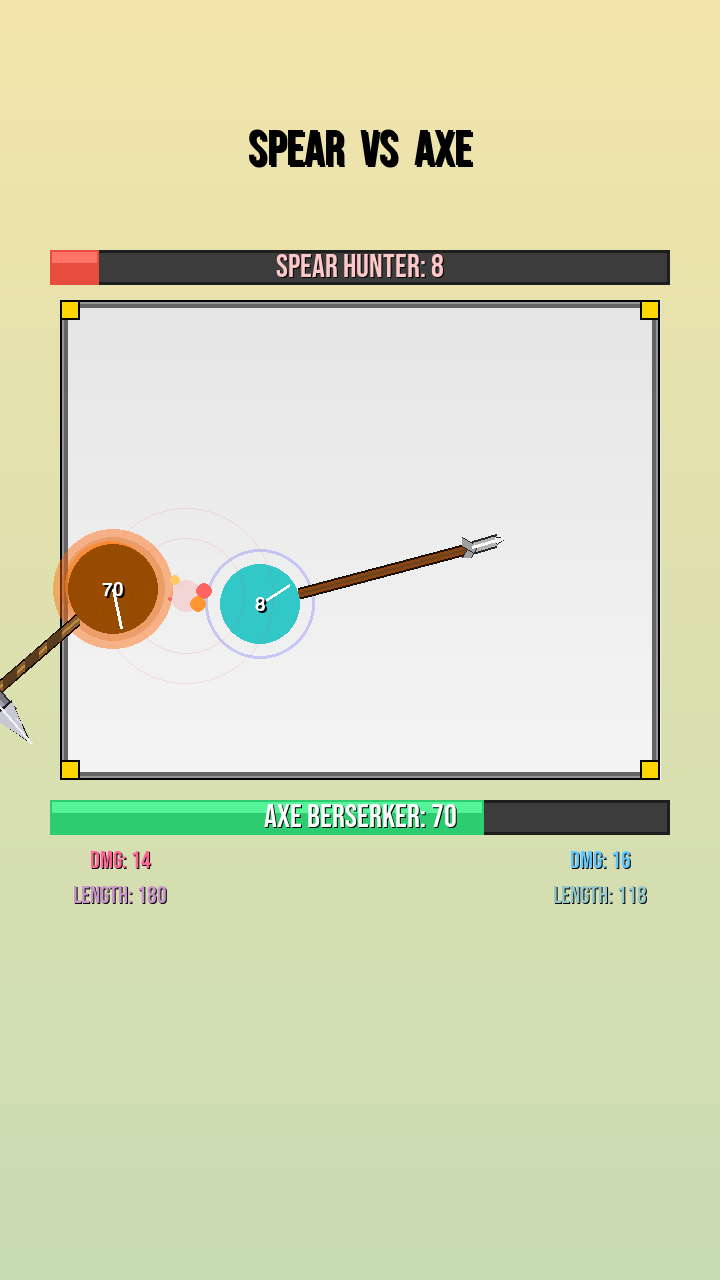 SPEAR VS AXE
SPEAR HUNTER: 8
70
8
AXE BERSERKER: 70
DMG: 14
DMG: 16
LENGTH: 180
LENGTH: 118